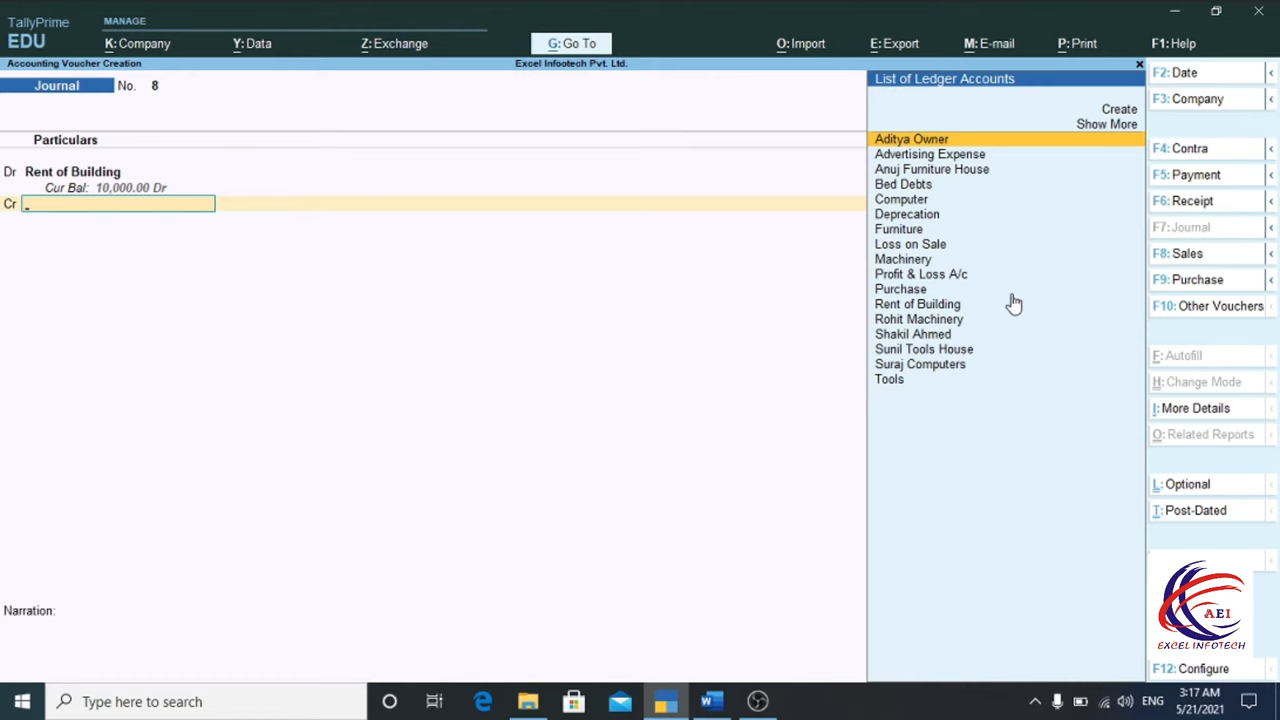 TallyPrime
EDU
MANAGE
K: Company
Y: Data
Z: Exchange
G: Go To
O: Import
E: Export
M: E-mail
P: Print
F1: Help
Accounting Voucher Creation
Excel Infotech Pvt. Ltd.
×
Journal
No. 8
Particulars
Dr Rent of Building
Cur Bal: 10,000.00 Dr
Cr
Narration:
List of Ledger Accounts
Create
Show More
Aditya Owner
Advertising Expense
Anuj Furniture House
Bed Debts
Computer
Deprecation
Furniture
Loss on Sale
Machinery
Profit & Loss A/c
Purchase
Rent of Building
Rohit Machinery
Shakil Ahmed
Sunil Tools House
Suraj Computers
Tools
F2: Date
F3: Company
F4: Contra
F5: Payment
F6: Receipt
F7: Journal
F8: Sales
F9: Purchase
F10: Other Vouchers
F: Autofill
H: Change Mode
I: More Details
O: Related Reports
L: Optional
T: Post-Dated
AEI
EXCEL INFOTECH
F12: Configure
Type here to search
ENG
3:17 AM
5/21/2021